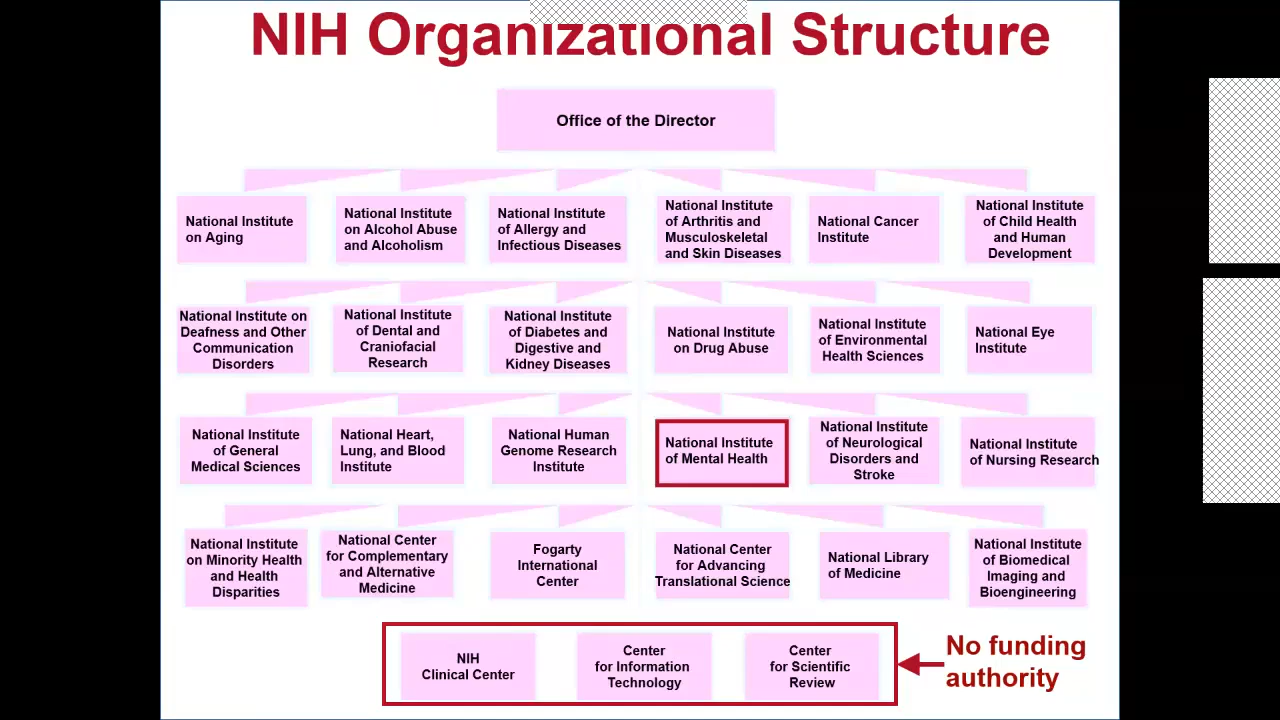 NIH Organizational Structure
Office of the Director
National Institute
on Aging
National Institute
on Alcohol Abuse
and Alcoholism
National Institute
of Allergy and
Infectious Diseases
National Institute
of Arthritis and
Musculoskeletal
and Skin Diseases
National Cancer
Institute
National Institute
of Child Health
and Human
Development
National Institute on
Deafness and Other
Communication
Disorders
National Institute
of Dental and
Craniofacial
Research
National Institute
of Diabetes and
Digestive and
Kidney Diseases
National Institute
on Drug Abuse
National Institute
of Environmental
Health Sciences
National Eye
Institute
National Institute
of General
Medical Sciences
National Heart,
Lung, and Blood
Institute
National Human
Genome Research
Institute
National Institute
of Mental Health
National Institute
of Neurological
Disorders and
Stroke
National Institute
of Nursing Research
National Institute
on Minority Health
and Health
Disparities
National Center
for Complementary
and Alternative
Medicine
Fogarty
International
Center
National Center
for Advancing
Translational Science
National Library
of Medicine
National Institute
of Biomedical
Imaging and
Bioengineering
NIH
Clinical Center
Center
for Information
Technology
Center
for Scientific
Review
No funding
authority